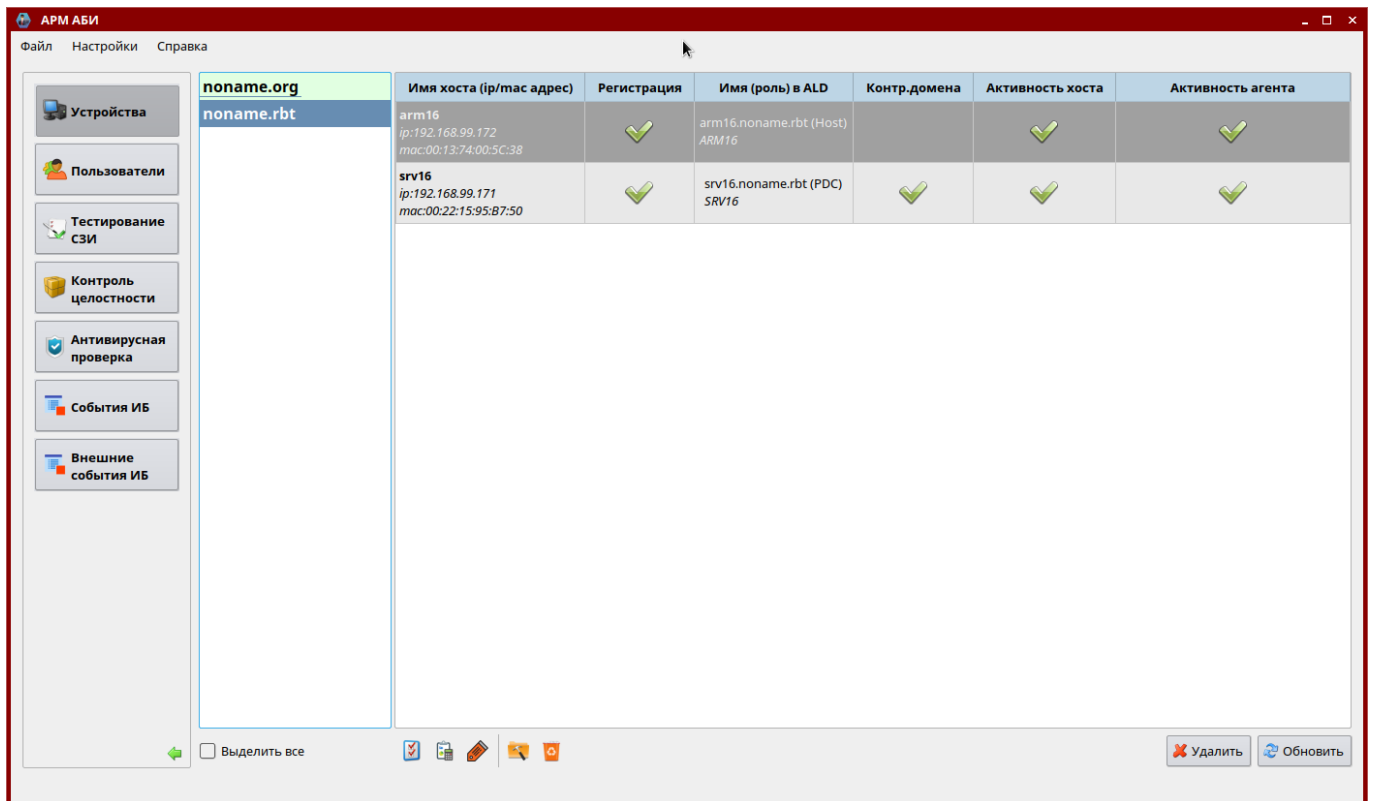 АРМ АБИ
Файл Настройки Справка
Устройства
Пользователи
Тестирование
СЗИ
Контроль
целостности
Антивирусная
проверка
События ИБ
Внешние
события ИБ
noname.org
noname.rbt
Имя хоста (ip/mac адрес) Регистрация Имя (роль) в ALD Контр.домена Активность хоста Активность агента
arm16
ip:192.168.99.172
mac:00:13:74:00:5C:38
arm16.noname.rbt (Host)
ARM16
srv16
ip:192.168.99.171
mac:00:22:15:95:B7:50
srv16.noname.rbt (PDC)
SRV16
Выделить все
Удалить
Обновить